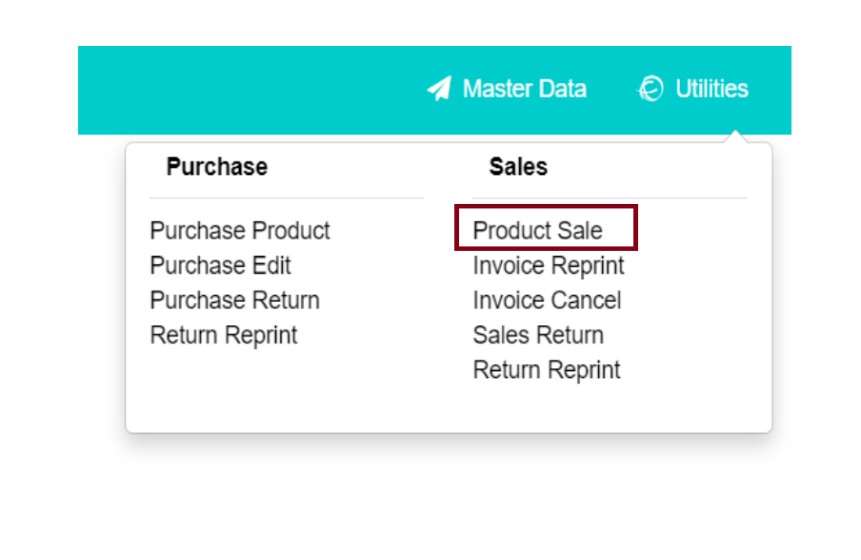 Master Data
Utilities
Purchase
Purchase Product
Purchase Edit
Purchase Return
Return Reprint
Sales
Product Sale
Invoice Reprint
Invoice Cancel
Sales Return
Return Reprint